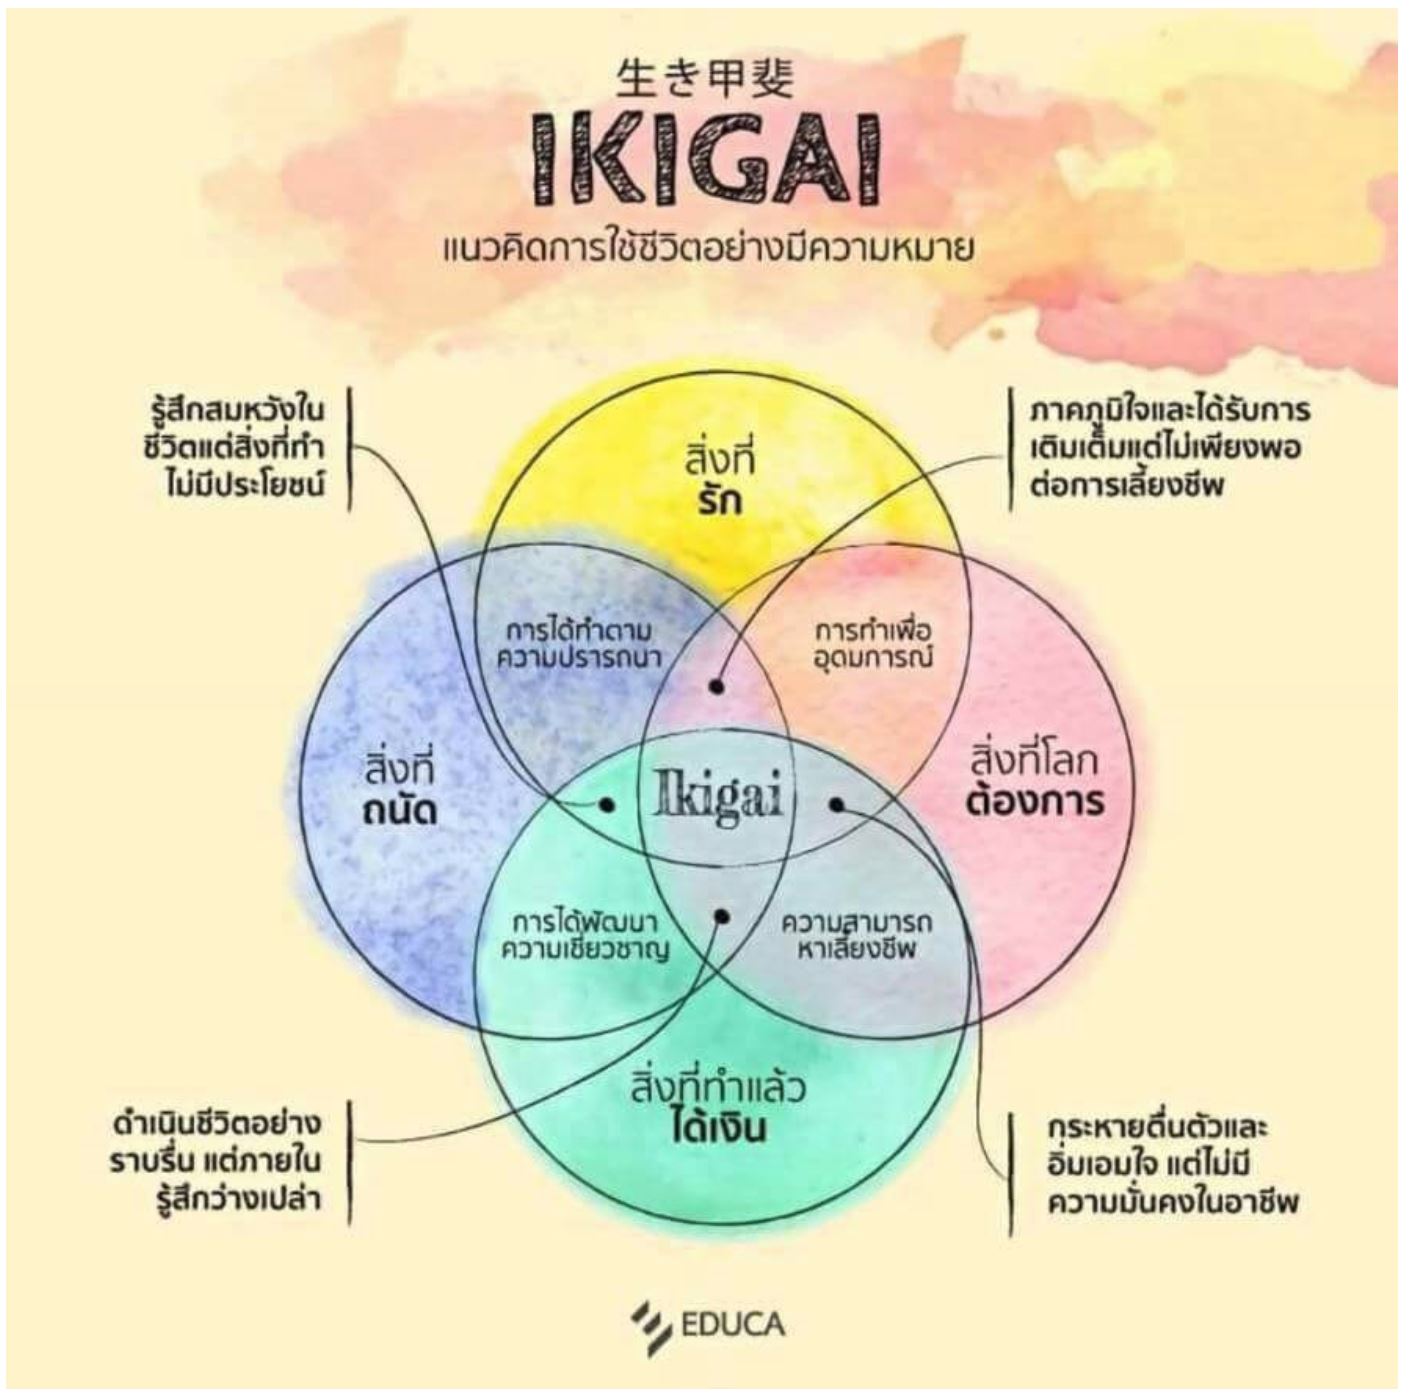 生き甲斐
IKIGAI
แนวคิดการใช้ชีวิตอย่างมีความหมาย
รู้สึกสมหวังใน
ชีวิตแต่สิ่งที่ทำ
ไม่มีประโยชน์
ภาคภูมิใจและได้รับการ
เติมเต็มแต่ไม่เพียงพอ
ต่อการเลี้ยงชีพ
สิ่งที่
รัก
การได้ทำตาม
ความปรารถนา
การทำเพื่อ
อุดมการณ์
สิ่งที่
ถนัด
Ikigai
สิ่งที่โลก
ต้องการ
การได้พัฒนา
ความเชี่ยวชาญ
ความสามารถ
หาเลี้ยงชีพ
สิ่งที่ทำแล้ว
ได้เงิน
ดำเนินชีวิตอย่าง
ราบรื่น แต่ภายใน
รู้สึกว่างเปล่า
กระหายตื่นตัวและ
อิ่มเอมใจ แต่ไม่มี
ความมั่นคงในอาชีพ
EDUCA